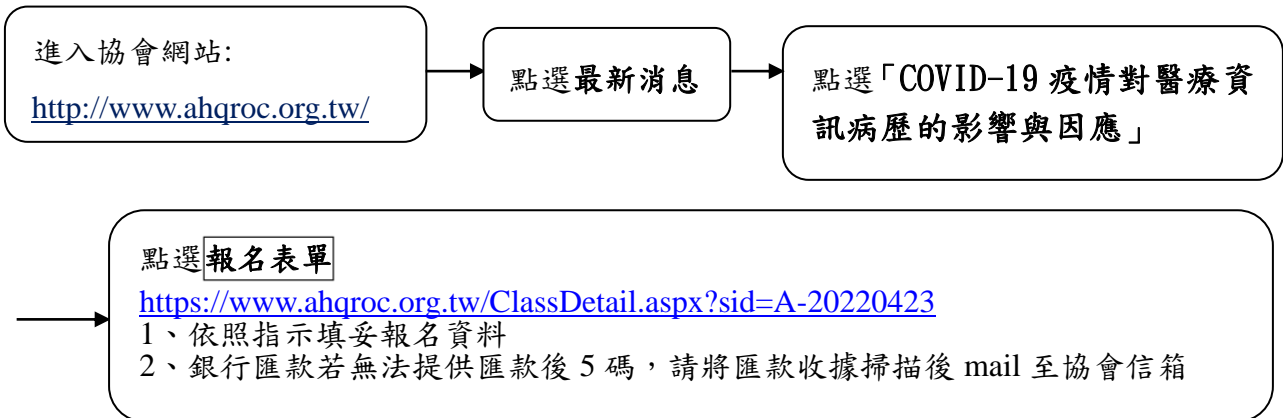 進入協會網站:
http://www.ahqroc.org.tw/
點選最新消息
點選「COVID-19 疫情對醫療資
訊病歷的影響與因應」
點選報名表單
https://www.ahqroc.org.tw/ClassDetail.aspx?sid=A-20220423
1、依照指示填妥報名資料
2、銀行匯款若無法提供匯款後 5 碼，請將匯款收據掃描後 mail 至協會信箱